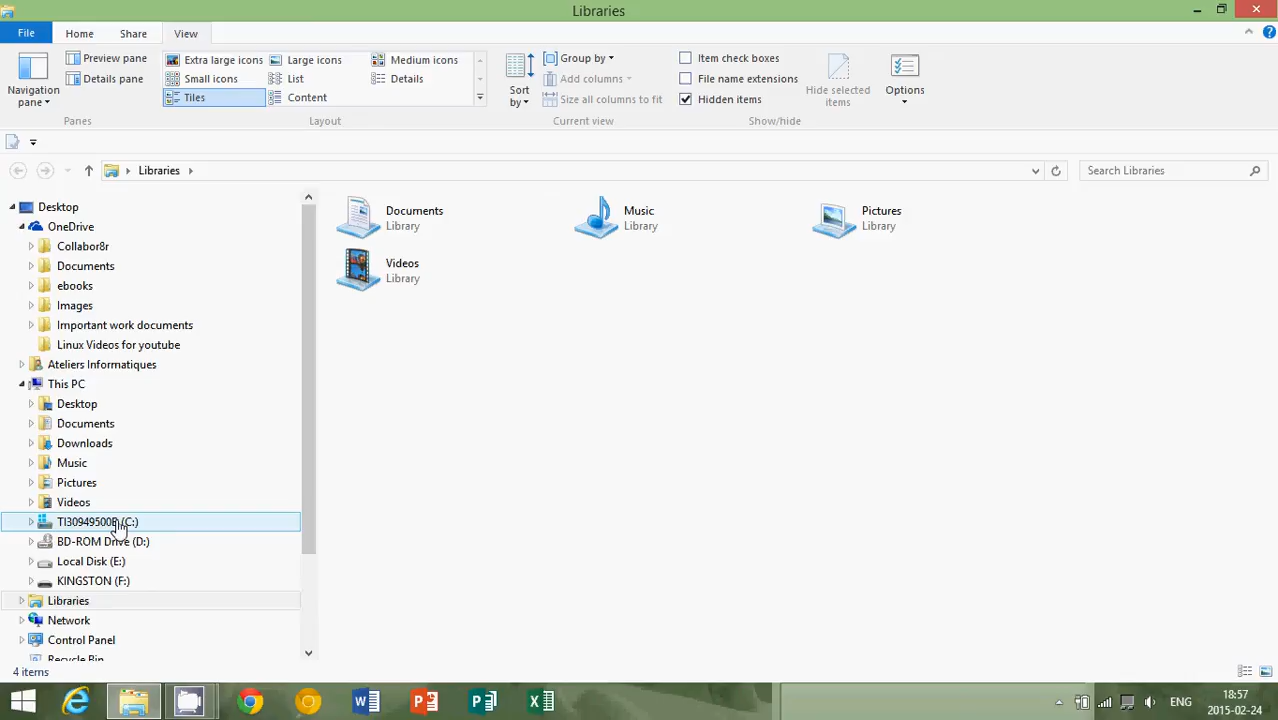 Libraries
File
Home
Share
View
Navigation pane
Preview pane
Details pane
Panes
Extra large icons
Large icons
Medium icons
Small icons
List
Details
Tiles
Content
Layout
Sort by
Group by
Add columns
Size all columns to fit
Current view
Item check boxes
File name extensions
Hidden items
Hide selected items
Show/hide
Options
Libraries
Search Libraries
Desktop
OneDrive
Collabor8r
Documents
ebooks
Images
Important work documents
Linux Videos for youtube
Ateliers Informatiques
This PC
Desktop
Documents
Downloads
Music
Pictures
Videos
(C:)
BD-ROM Drive (D:)
Local Disk (E:)
KINGSTON (F:)
Libraries
Network
Control Panel
Recycle Bin
Documents
Library
Music
Library
Pictures
Library
Videos
Library
4 items
ENG
18:57
2015-02-24